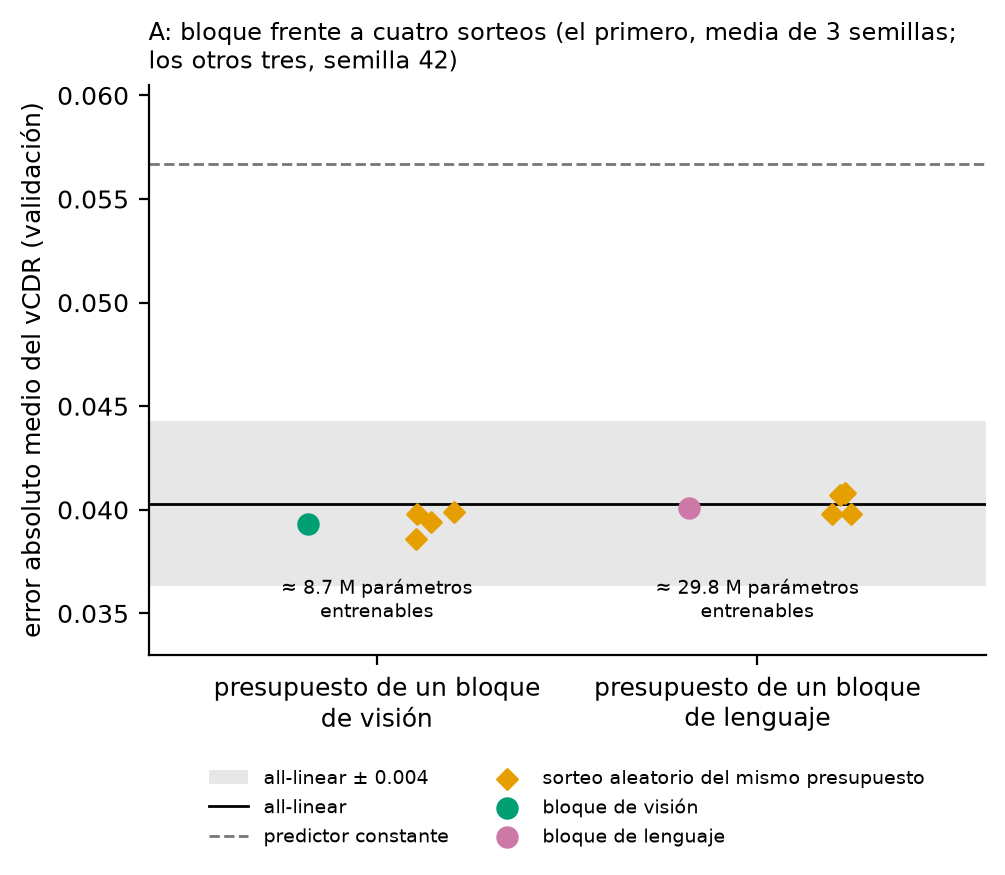 A: bloque frente a cuatro sorteos (el primero, media de 3 semillas;
los otros tres, semilla 42)
error absoluto medio del vCDR (validación)
0.060
0.055
0.050
0.045
0.040
0.035
≈ 8.7 M parámetros
entrenables
≈ 29.8 M parámetros
entrenables
presupuesto de un bloque
de visión
presupuesto de un bloque
de lenguaje
all-linear ± 0.004
all-linear
predictor constante
sorteo aleatorio del mismo presupuesto
bloque de visión
bloque de lenguaje